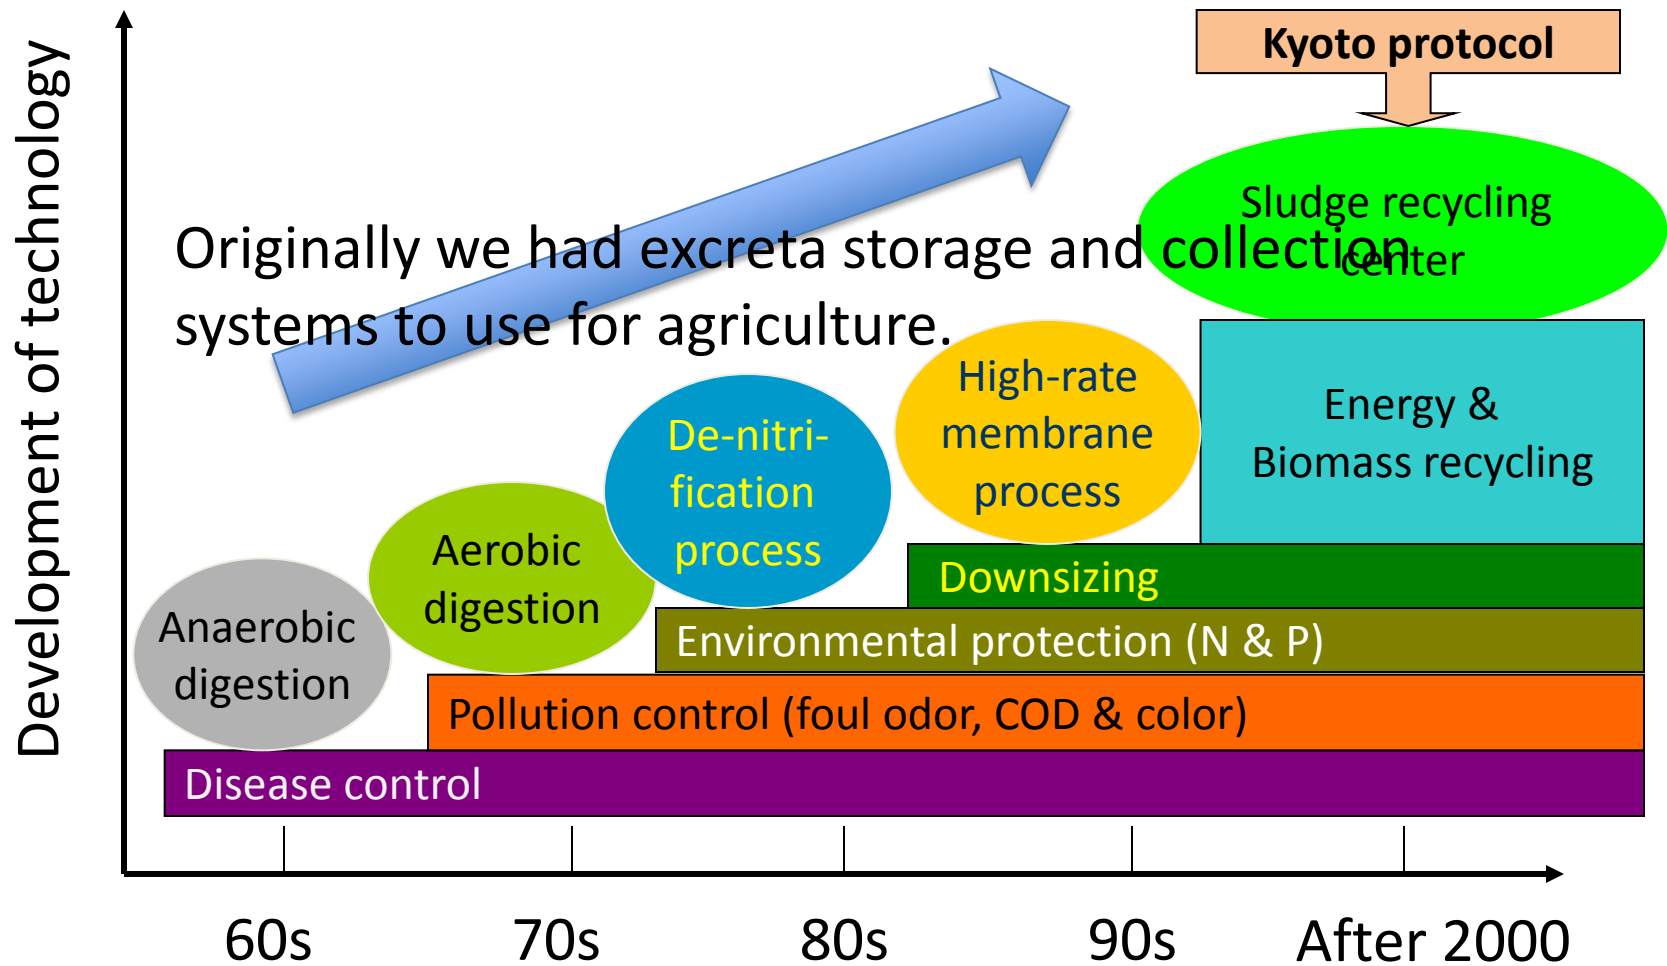 Development of technology
Kyoto protocol
Sludge recycling
center
Originally we had excreta storage and collection
systems to use for agriculture.
High-rate
membrane
process
Energy &
Biomass recycling
De-nitri-
fication
process
Aerobic
digestion
Anaerobic
digestion
Downsizing
Environmental protection (N & P)
Pollution control (foul odor, COD & color)
Disease control
60s
70s
80s
90s
After 2000